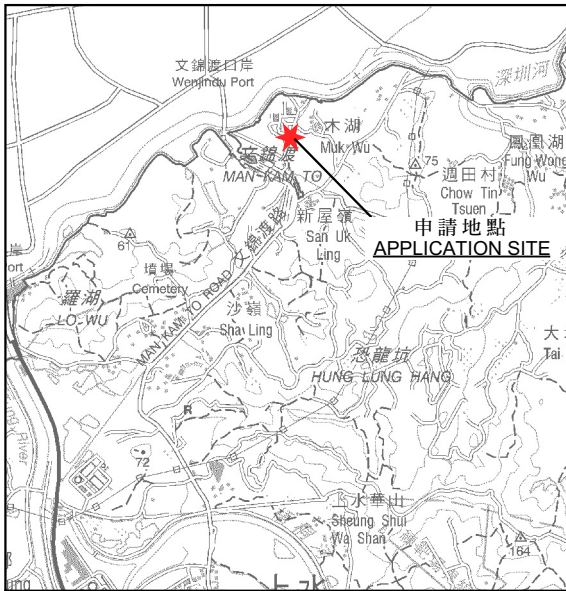 文錦渡口岸
Wenjindu Port
深圳河
木湖
Muk Wu
文錦渡
MAN KAM TO
75
鳳凰湖
Fung Wong
Wu
週田村
Chow Tin
Tsuen
新屋嶺
San Uk
Ling
申請地點
APPLICATION SITE
61
墳場
Cemetery
羅湖
LO WU
MAN KAM TO ROAD 文錦渡路
沙嶺
Sha Ling
恐龍坑
HUNG LUNG HANG
Tai
R
72
River
上水華山
Sheung Shui
Wa Shan
164
上水